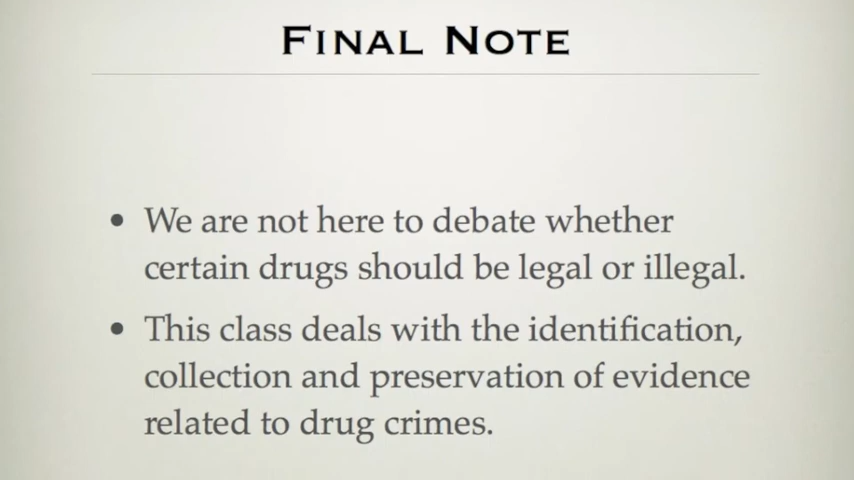 FINAL NOTE
• We are not here to debate whether
certain drugs should be legal or illegal.
• This class deals with the identification,
collection and preservation of evidence
related to drug crimes.